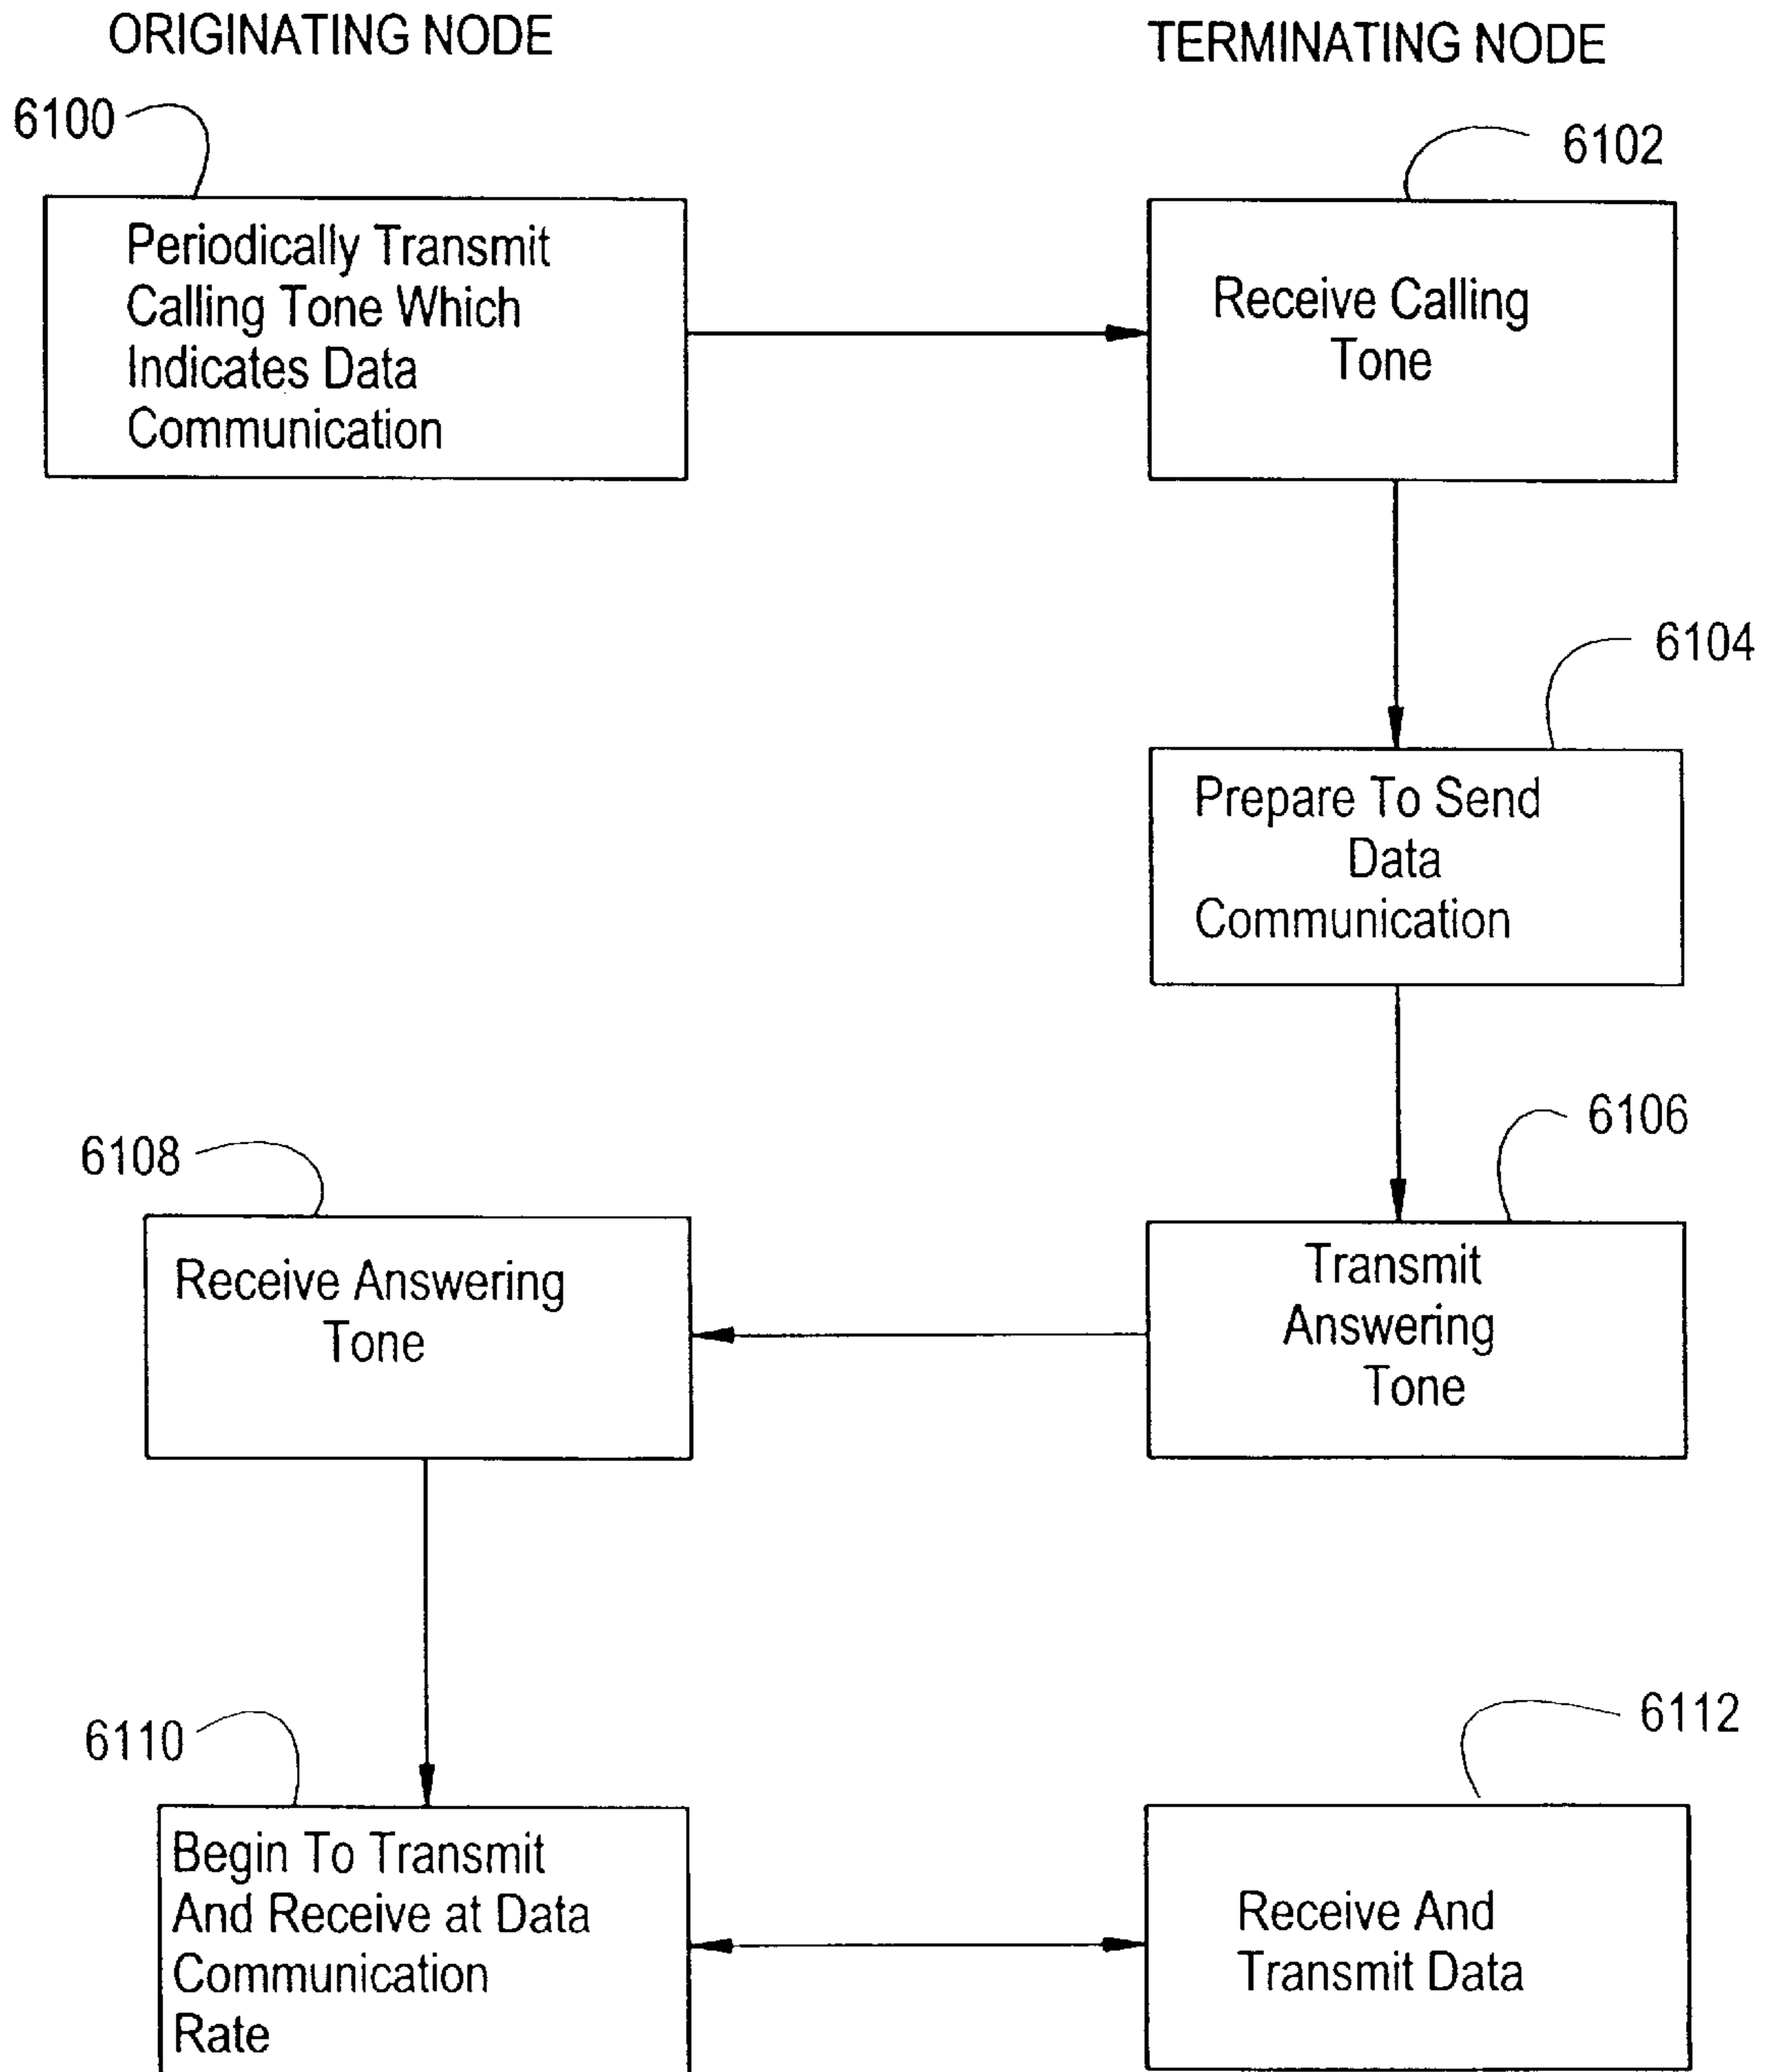 ORIGINATING NODE
TERMINATING NODE
6100
6102
Periodically Transmit
Calling Tone Which
Indicates Data
Communication
Receive Calling
Tone
6104
Prepare To Send
Data
Communication
6106
6108
Transmit
Answering
Tone
Receive Answering
Tone
6110
6112
Begin To Transmit
And Receive at Data
Communication
Rate
Receive And
Transmit Data